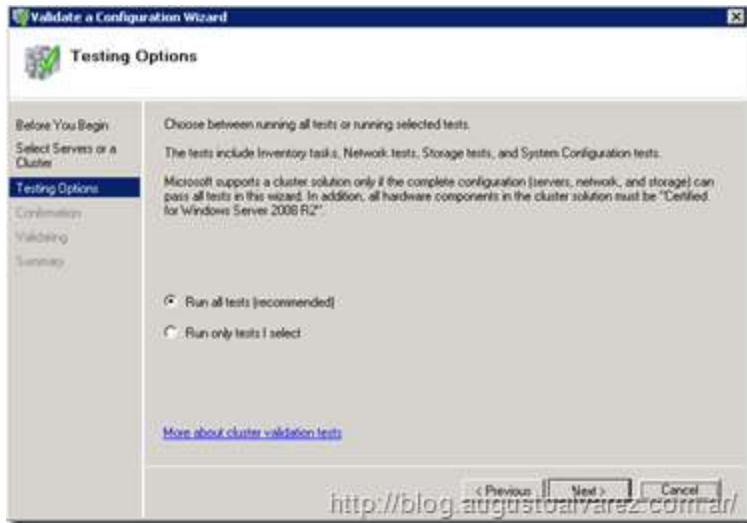 Validate a Configuration Wizard
Testing Options
Before You Begin
Select Servers or a
Cluster
Testing Options
Confirmation
Validating
Summary
Choose between running all tests or running selected tests.
The tests include Inventory tasks, Network tests, Storage tests, and System Configuration tests.
Microsoft supports a cluster solution only if the complete configuration (servers, network, and storage) can
pass all tests in this wizard. In addition, all hardware components in the cluster solution must be "Certified
for Windows Server 2008 R2".
Run all tests (recommended)
Run only tests I select
More about cluster validation tests
< Previous
Next >
Cancel
http://blog.augustoalvarez.com.ar/